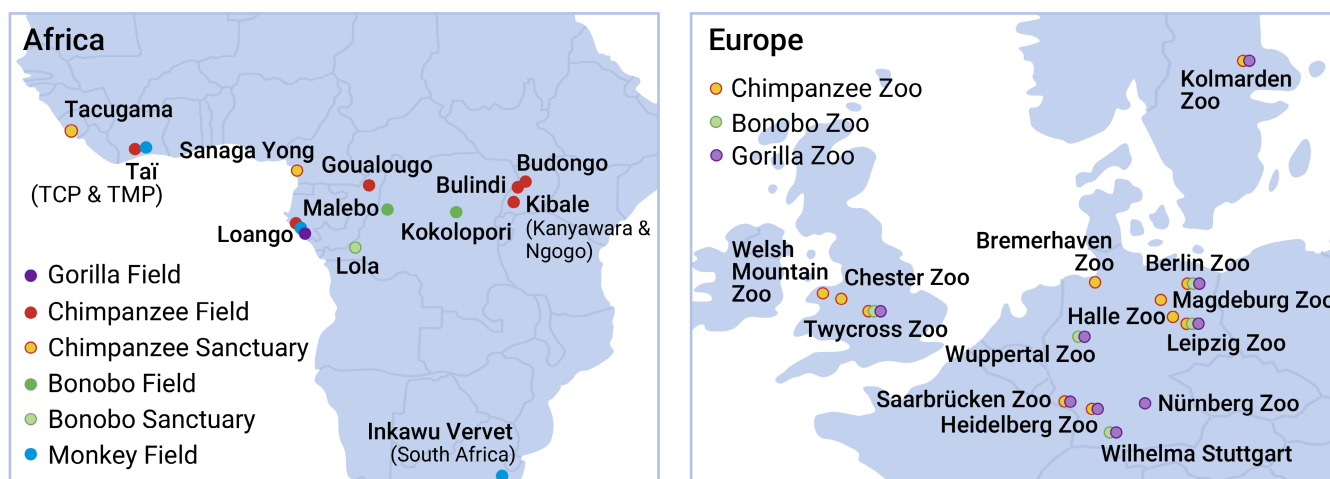 Africa
Tacugama
Taï
(TCP & TMP)
Sanaga Yong
Goualougo
Budongo
Bulindi
Malebo
Kibale
(Kanyawara &
Ngogo)
Kokolopori
Loango
Lola
Gorilla Field
Chimpanzee Field
Chimpanzee Sanctuary
Bonobo Field
Bonobo Sanctuary
Monkey Field
Inkawu Vervet
(South Africa)
Europe
Chimpanzee Zoo
Bonobo Zoo
Gorilla Zoo
Kolmarden
Zoo
Welsh
Mountain
Zoo
Chester Zoo
Twycross Zoo
Bremerhaven
Zoo
Berlin Zoo
Magdeburg Zoo
Halle Zoo
Leipzig Zoo
Wuppertal Zoo
Saarbrücken Zoo
Nürnberg Zoo
Heidelberg Zoo
Wilhelma Stuttgart